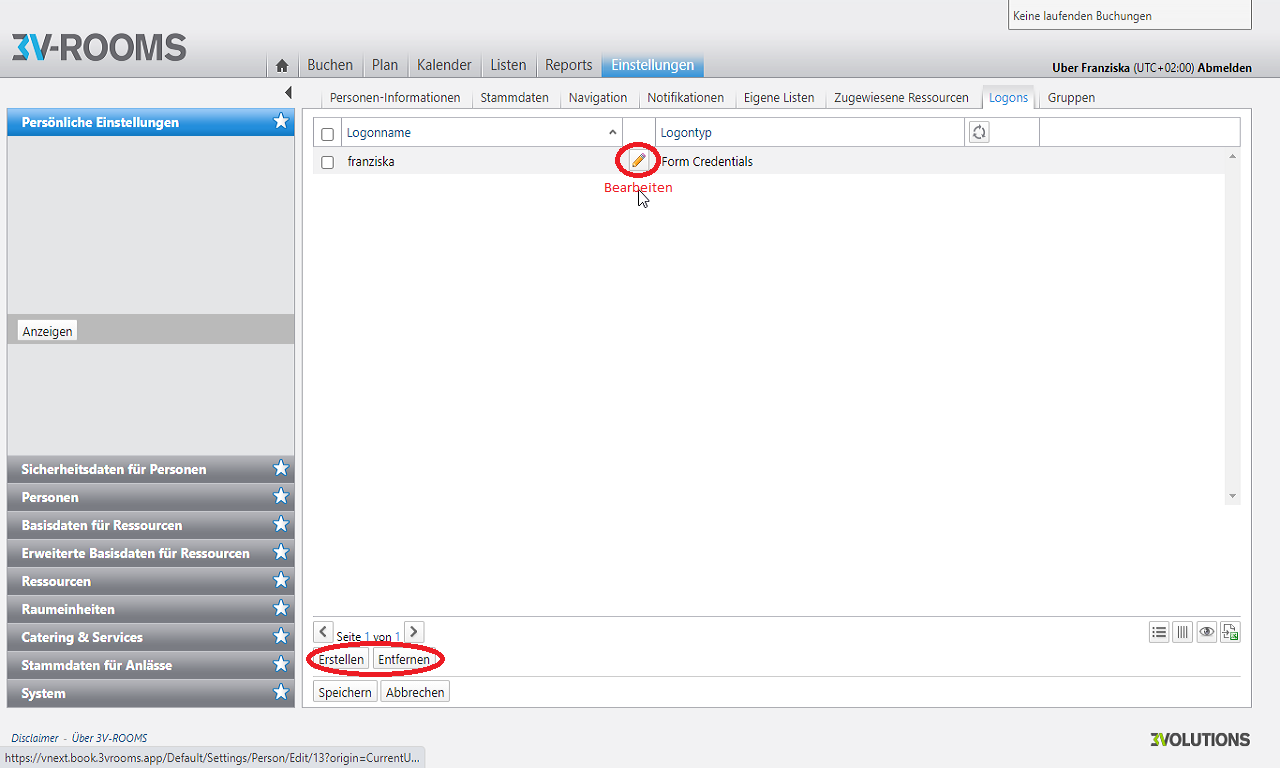 Keine laufenden Buchungen
3V-ROOMS
Buchen Plan Kalender Listen Reports Einstellungen
Uber Franziska (UTC+02:00) Abmelden
Personen-Informationen Stammdaten Navigation Notifikationen Eigene Listen Zugewiesene Ressourcen Logons Gruppen
Persönliche Einstellungen
Logonname Logontyp
franziska Form Credentials
Bearbeiten
Anzeigen
Sicherheitsdaten für Personen
Personen
Basisdaten für Ressourcen
Erweiterte Basisdaten für Ressourcen
Ressourcen
Raumeinheiten
Catering & Services
Stammdaten für Anlässe
System
Seite 1 von 1
Erstellen Entfernen
Speichern Abbrechen
Disclaimer - Über 3V-ROOMS
3VOLUTIONS
https://vnext.book.3vrooms.app/Default/Settings/Person/Edit/13?origin=CurrentU...